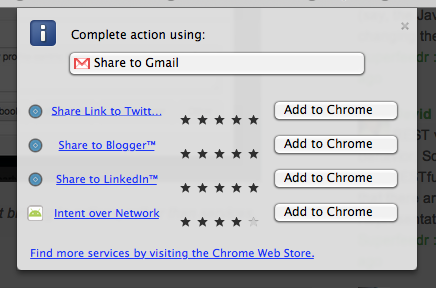 Complete action using:
Share to Gmail
Share Link to Twitt... Add to Chrome
Share to Blogger™ Add to Chrome
Share to LinkedIn™ Add to Chrome
Intent over Network Add to Chrome
Find more services by visiting the Chrome Web Store.